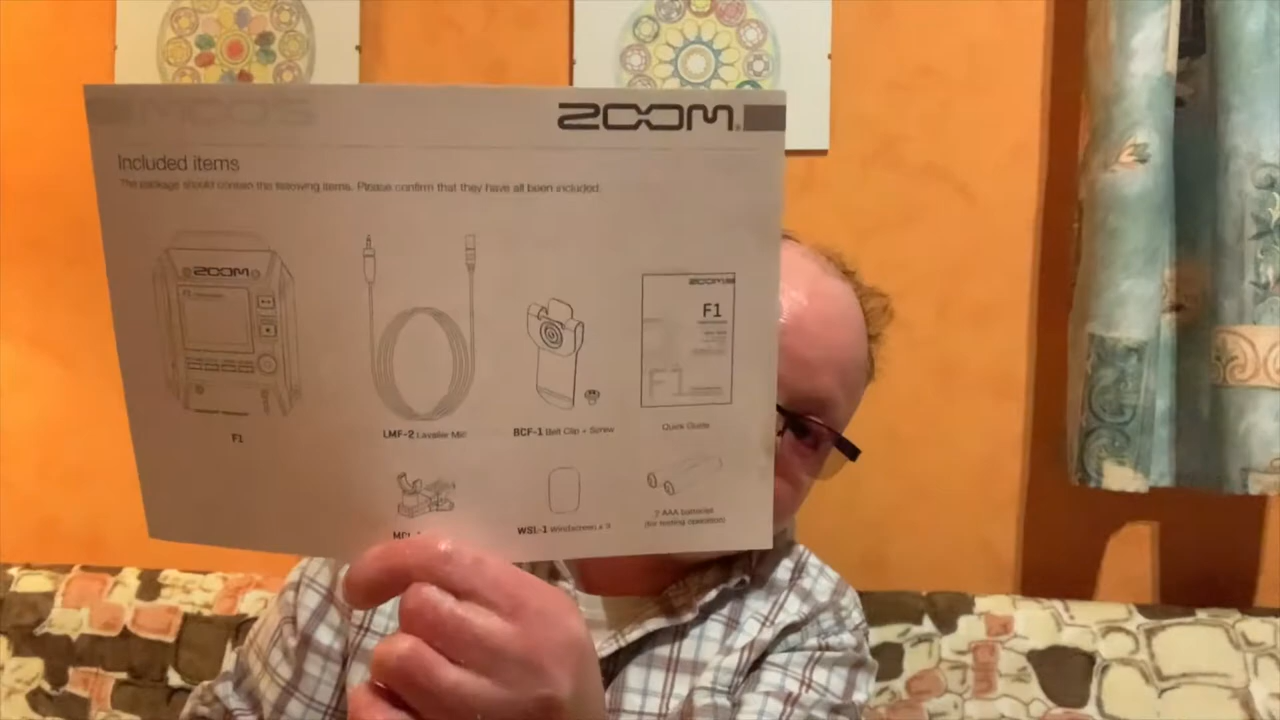 ZOOM
Included items
The package should contain the following items. Please confirm that they have all been included.
ZOOM
F1
ZOOM
F1
F1
F1
LMF-2 Lavalier Mic
BCF-1 Belt Clip + Screw
Quick Guide
WSL-1 Windscreen x 3
2 AAA batteries
(for testing operation)